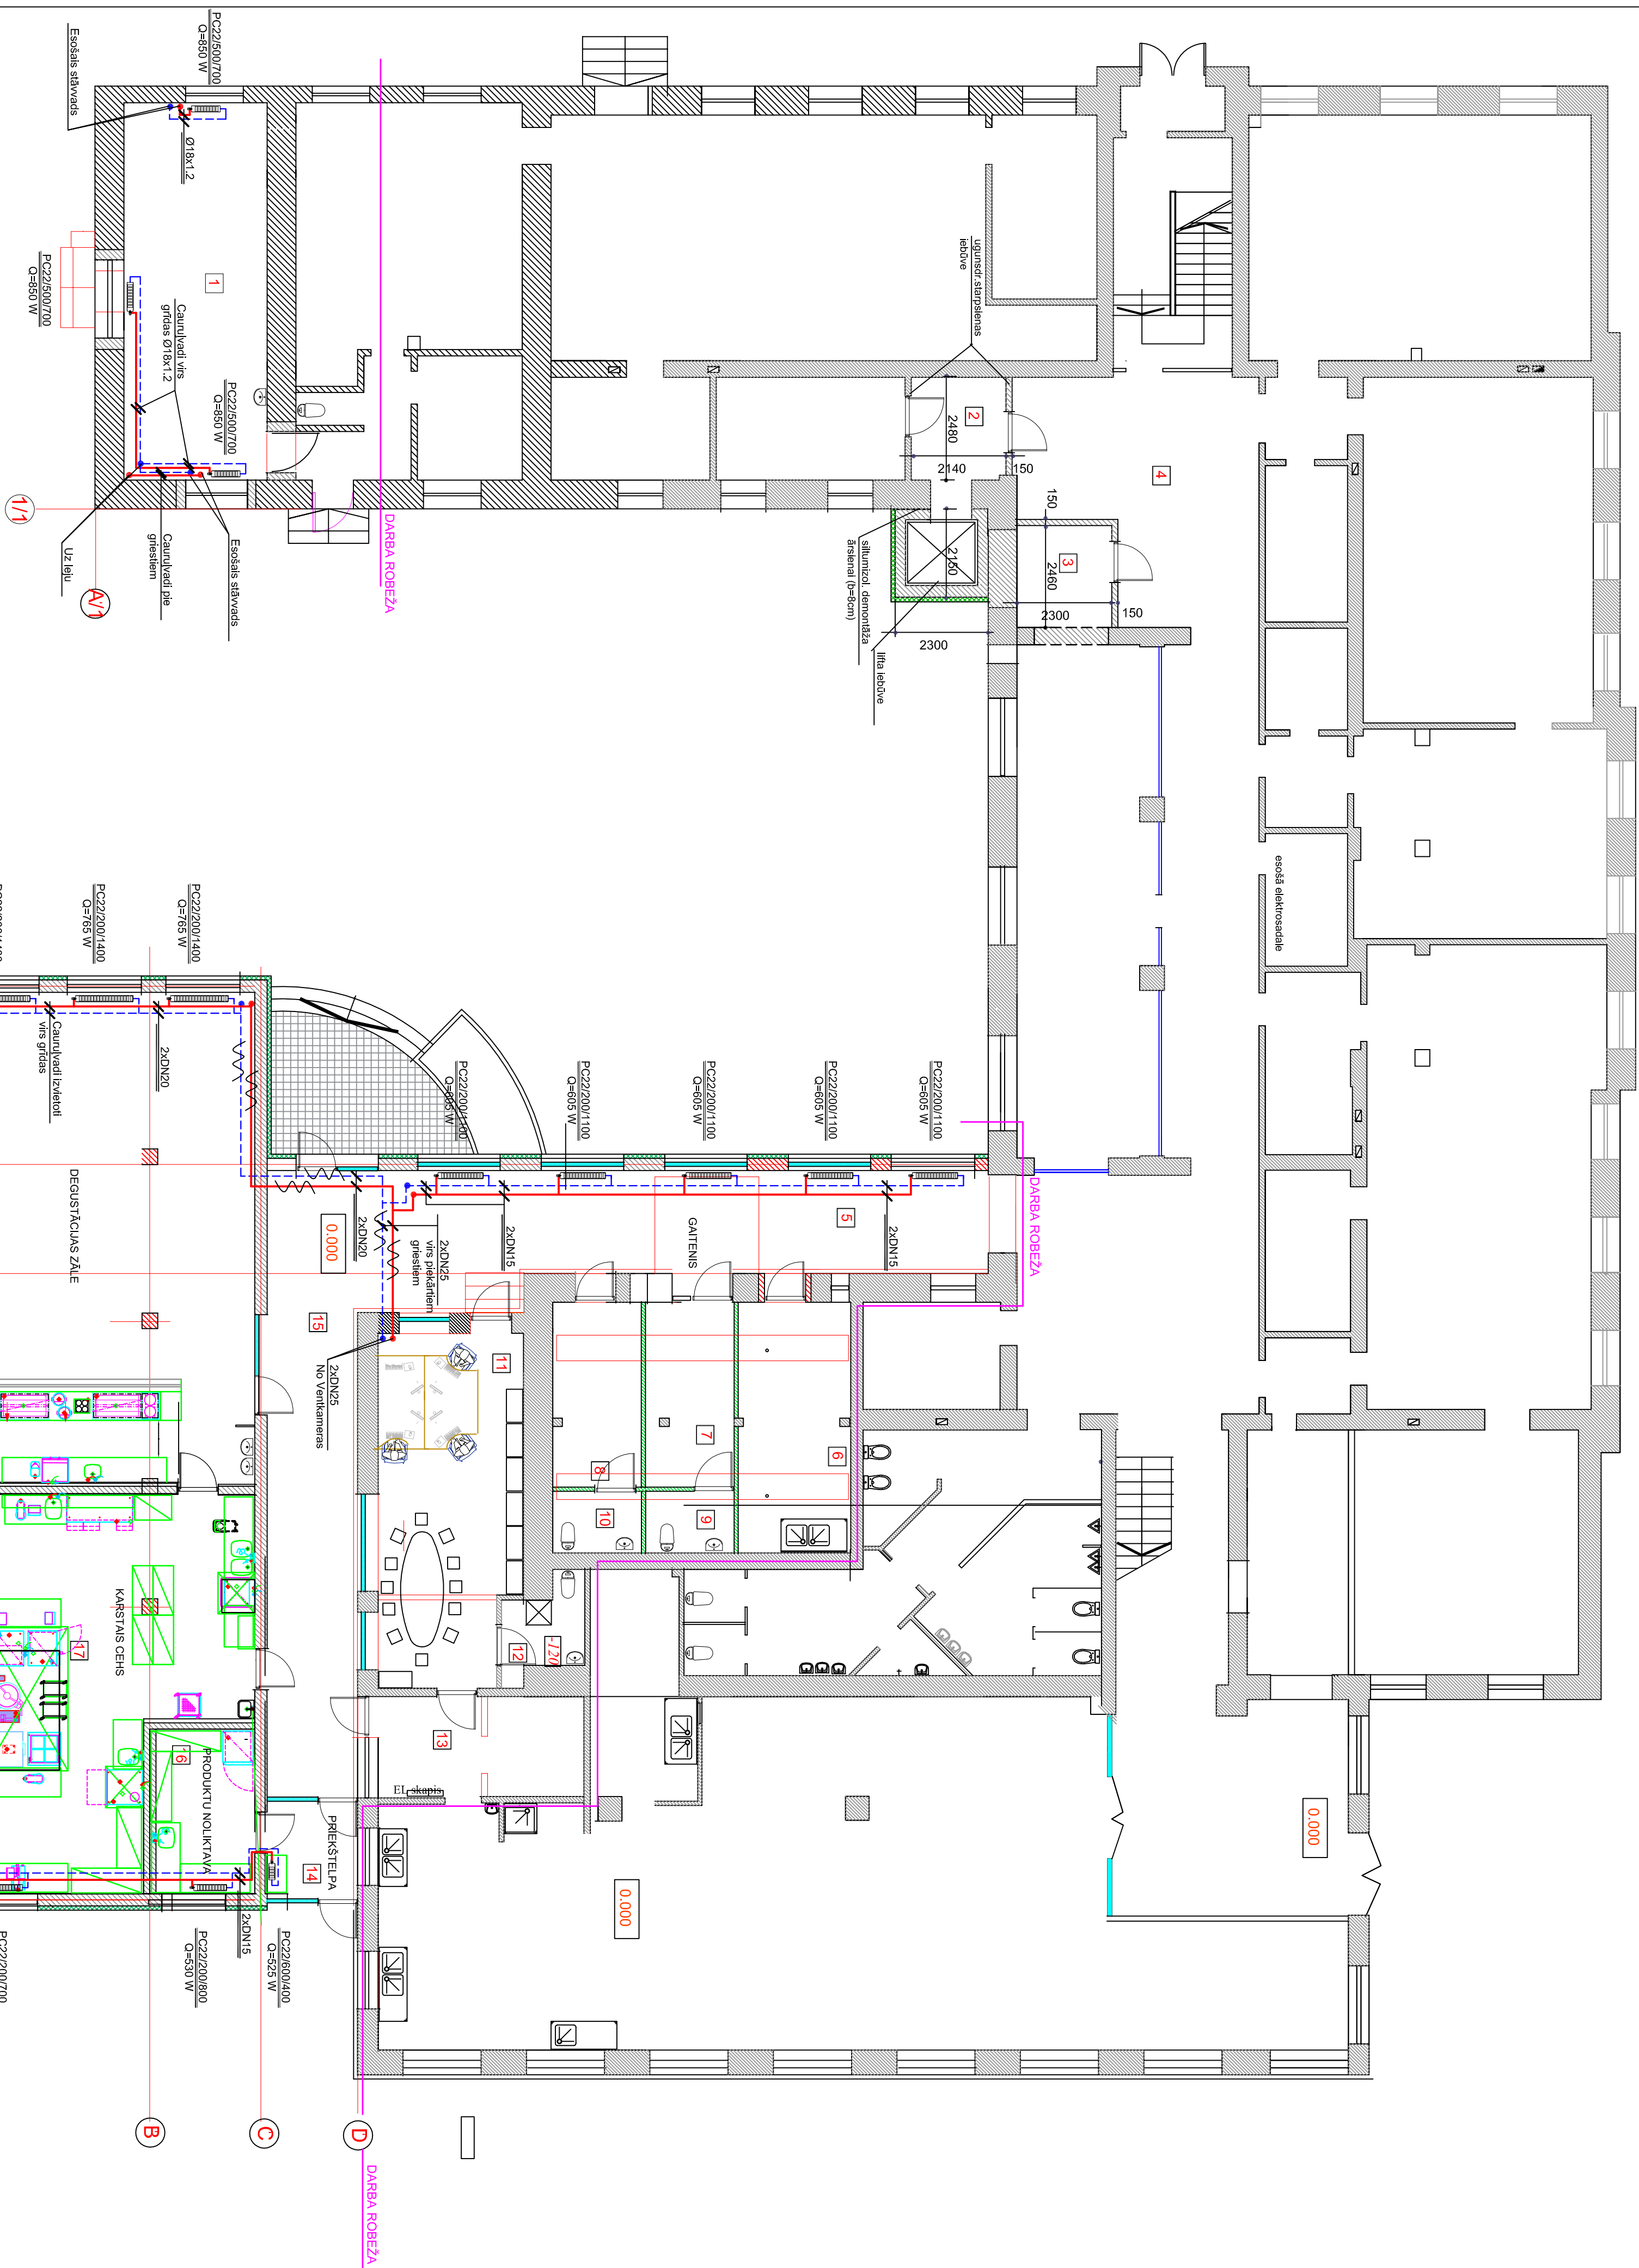 PC22/500/700
Q=850 W
Esošais stāvvads
Ø18x1.2
1
PC22/500/700
Q=850 W
Cauruļvadi virs
grīdas Ø18x1.2
PC22/500/700
Q=850 W
1/1
A/1
Uz leju
Cauruļvadi pie
griestiem
Esošais stāvvads
DARBA ROBEŽA
ugunsdr.starpsienas
iebūve
2
2480
2140
150
4
150
3
2460
2300
150
2150
2300
siltumizol. demontāža
ārsienai (b=8cm)
lifta iebūve
esošā elektrosadale
PC22/200/1400
Q=765 W
PC22/200/1400
Q=765 W
Cauruļvadi izvietoti
virs grīdas
2xDN20
DEGUSTĀCIJAS ZĀLE
PC22/200/1100
Q=605 W
PC22/200/1100
Q=605 W
PC22/200/1100
Q=605 W
PC22/200/1100
Q=605 W
PC22/200/1100
Q=605 W
DARBA ROBEŽA
5
GAITENIS
2xDN15
2xDN15
2xDN25
virs piekārtiem
griestiem
2xDN20
0.000
15
2xDN25
No Ventkameras
11
6
7
8
9
10
12
-120
13
EL skapis
PRIEKŠTELPA
14
KARSTAIS CEHS
17
16
PRODUKTU NOLIKTAVA
2xDN15
PC22/600/400
Q=525 W
PC22/200/800
Q=530 W
PC22/200/700
0.000
0.000
B
C
D
DARBA ROBEŽA